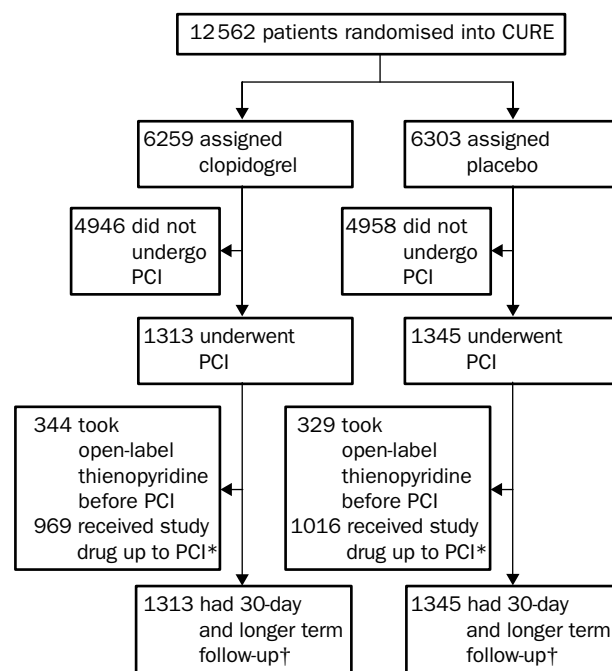 12562 patients randomised into CURE
6259 assigned
clopidogrel
6303 assigned
placebo
4946 did not
undergo
PCI
4958 did not
undergo
PCI
1313 underwent
PCI
1345 underwent
PCI
344 took
open-label
thienopyridine
before PCI
969 received study
drug up to PCI*
329 took
open-label
thienopyridine
before PCI
1016 received study
drug up to PCI*
1313 had 30-day
and longer term
follow-up†
1345 had 30-day
and longer term
follow-up†